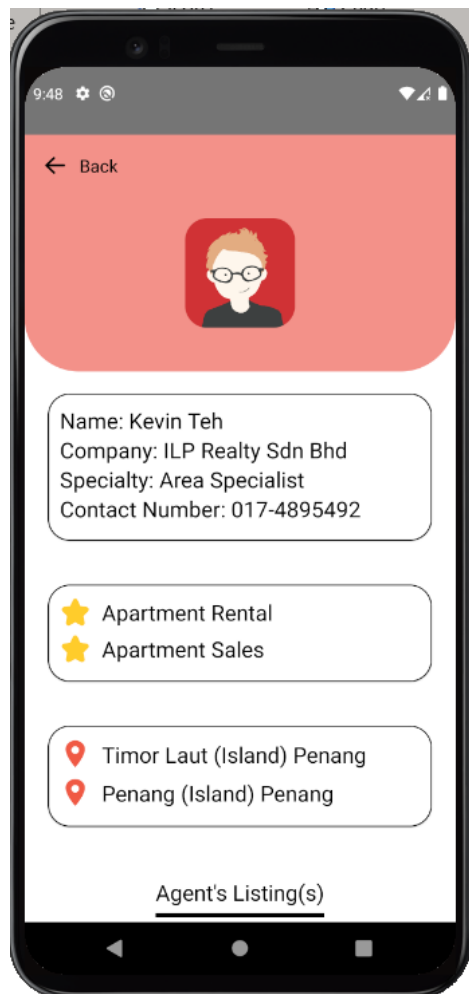 9:48
Back
Name: Kevin Teh
Company: ILP Realty Sdn Bhd
Specialty: Area Specialist
Contact Number: 017-4895492
Apartment Rental
Apartment Sales
Timor Laut (Island) Penang
Penang (Island) Penang
Agent's Listing(s)